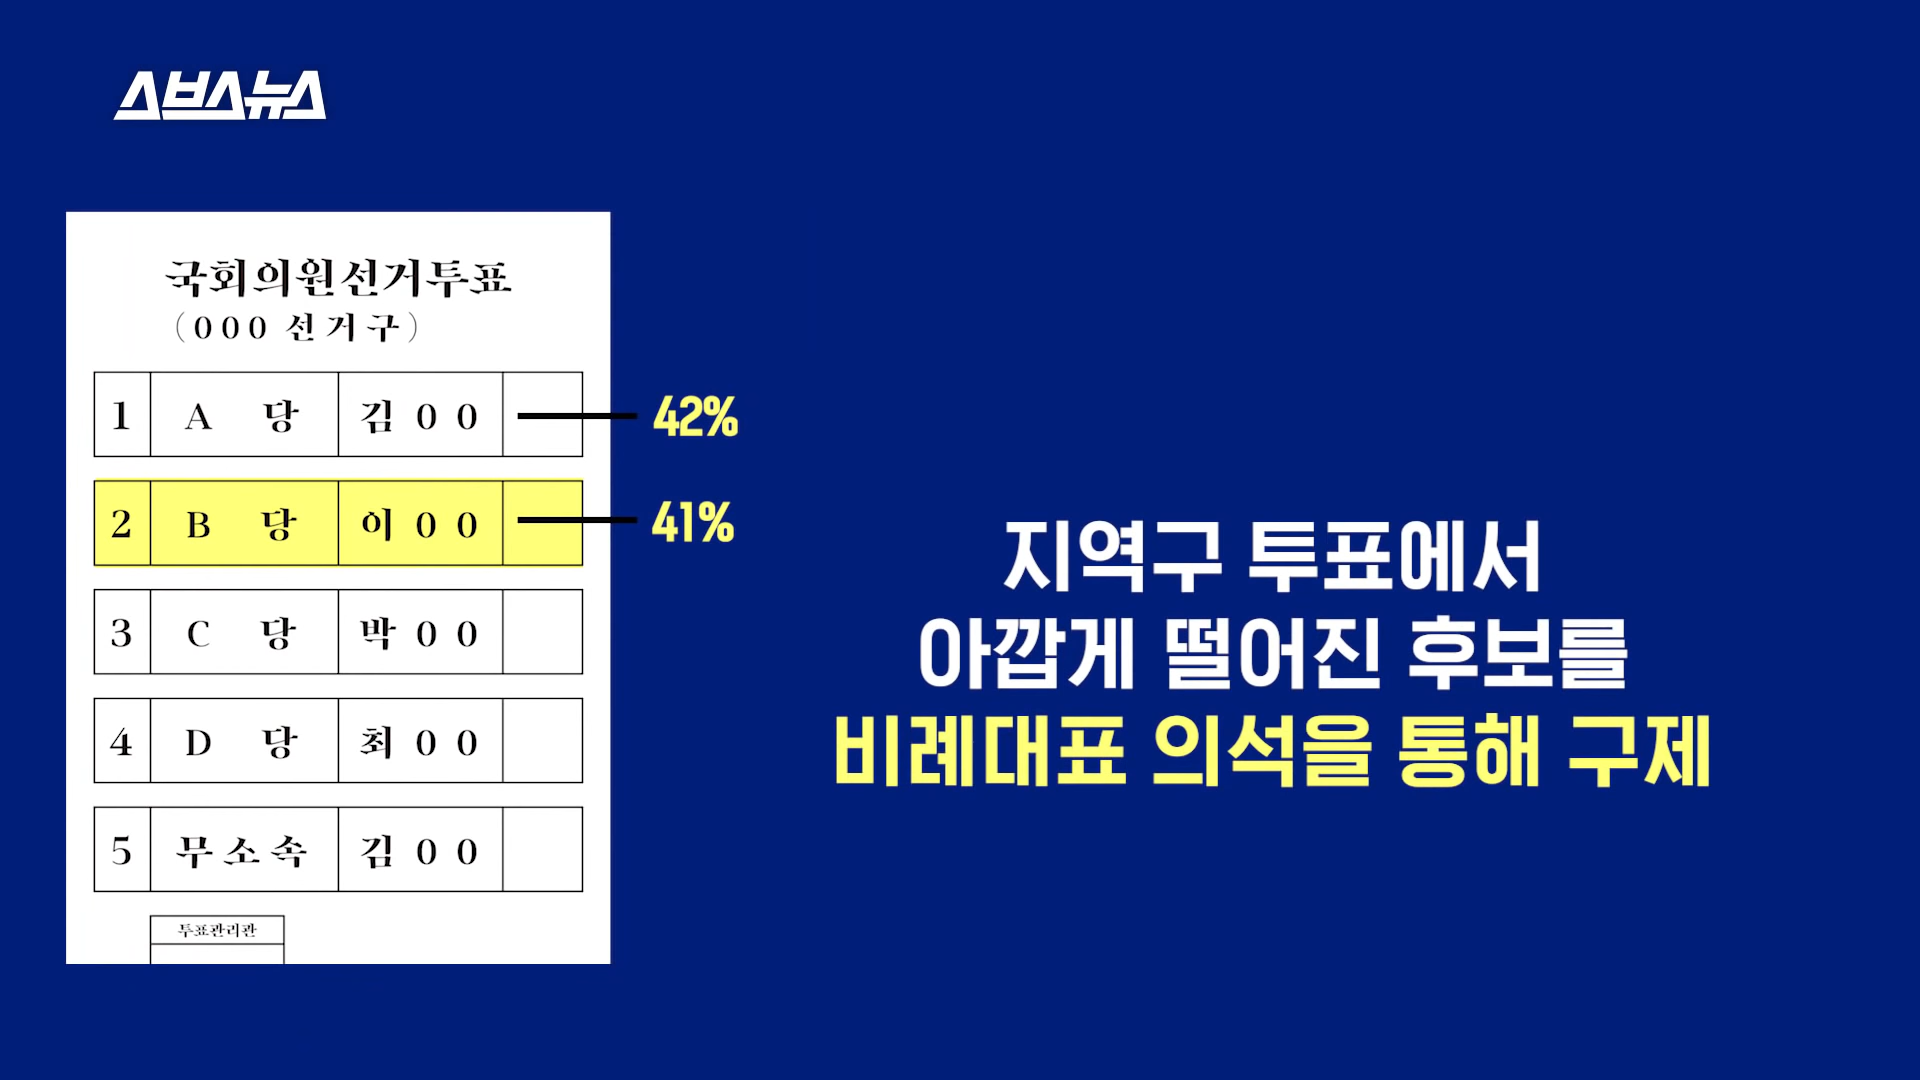 스브스뉴스
국회의원선거투표
(000 선거구)
1 A 당 김 0 0
42%
2 B 당 이 0 0
41%
3 C 당 박 0 0
4 D 당 최 0 0
5 무소속 김 0 0
투표관리관
지역구 투표에서
아깝게 떨어진 후보를
비례대표 의석을 통해 구제